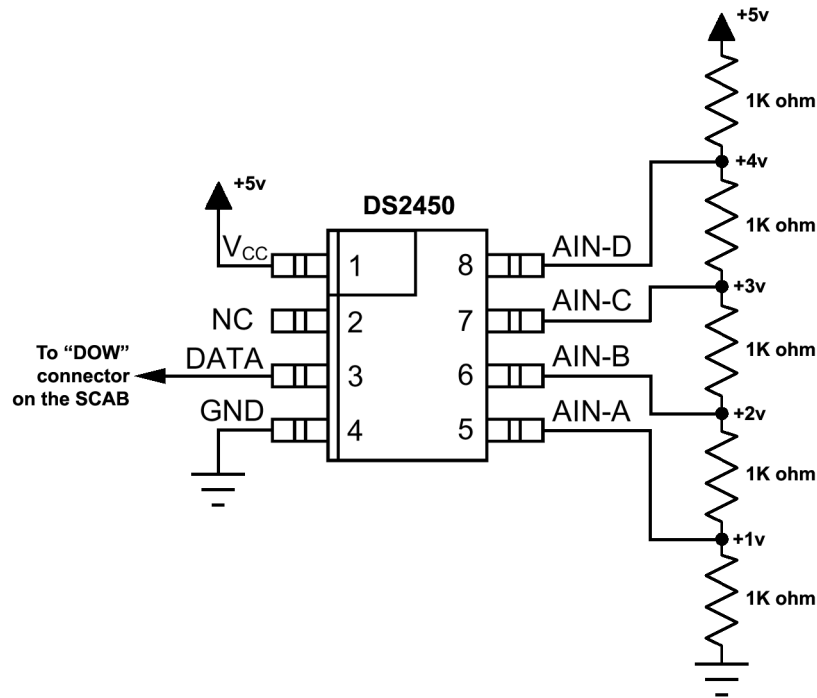 +5v
1K ohm
+4v
+5v
DS2450
1K ohm
VCC
1
8
AIN-D
+3v
NC
2
7
AIN-C
1K ohm
To “DOW”
connector
on the SCAB
DATA
3
6
AIN-B
+2v
GND
4
5
AIN-A
1K ohm
+1v
1K ohm